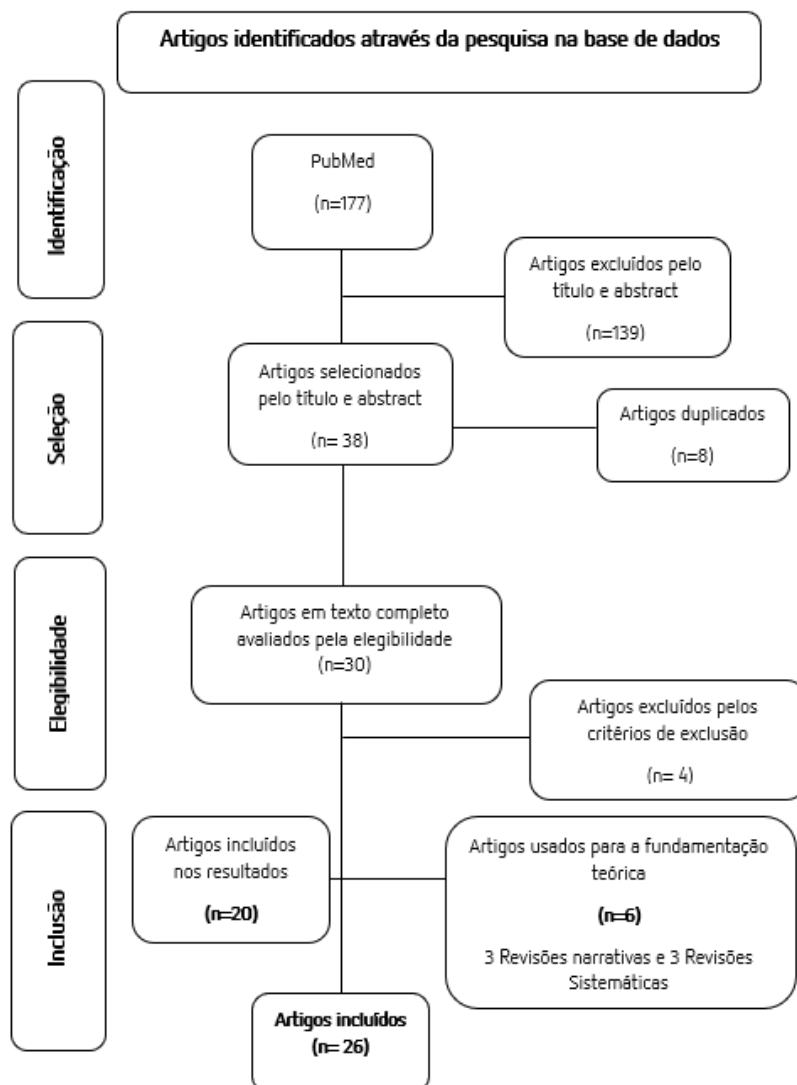 Artigos identificados através da pesquisa na base de dados
Identificação
PubMed
(n=177)
Artigos excluídos pelo
título e abstract
(n=139)
Seleção
Artigos selecionados
pelo título e abstract
(n= 38)
Artigos duplicados
(n=8)
Elegibilidade
Artigos em texto completo
avaliados pela elegibilidade
(n=30)
Artigos excluídos pelos
critérios de exclusão
(n= 4)
Inclusão
Artigos incluídos
nos resultados
(n=20)
Artigos usados para a fundamentação
teórica
(n=6)
3 Revisões narrativas e 3 Revisões
Sistemáticas
Artigos incluídos
(n= 26)